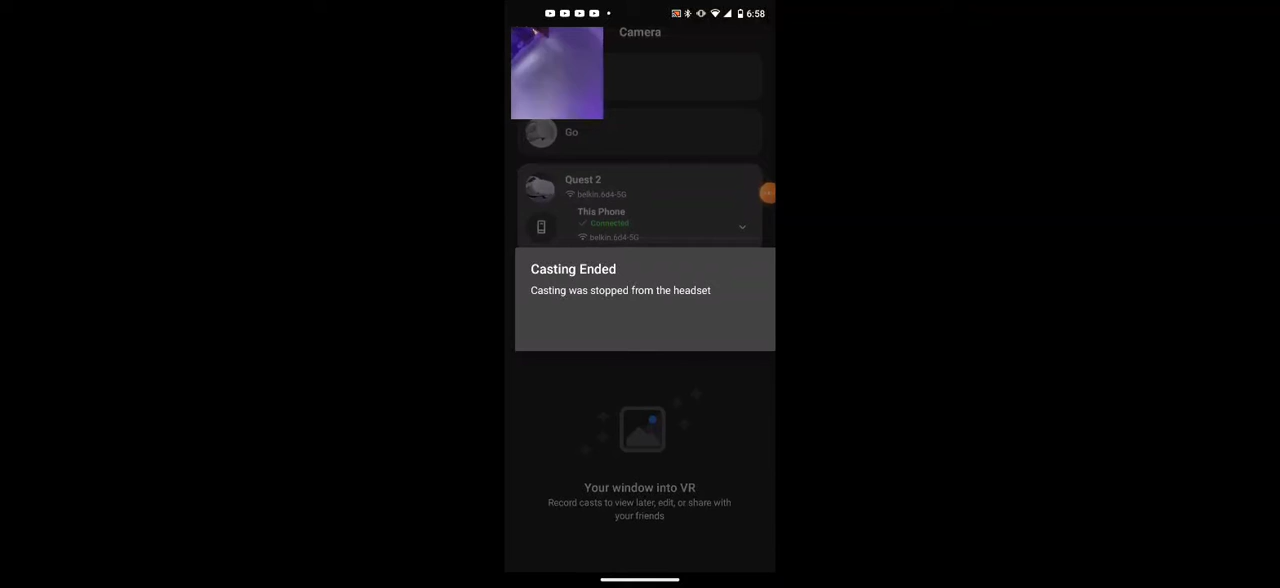 6:58
Camera
Go
Quest 2
belkin.6d4-5G
This Phone
Connected
belkin.6d4-5G
Casting Ended
Casting was stopped from the headset
Your window into VR
Record casts to view later, edit, or share with
your friends